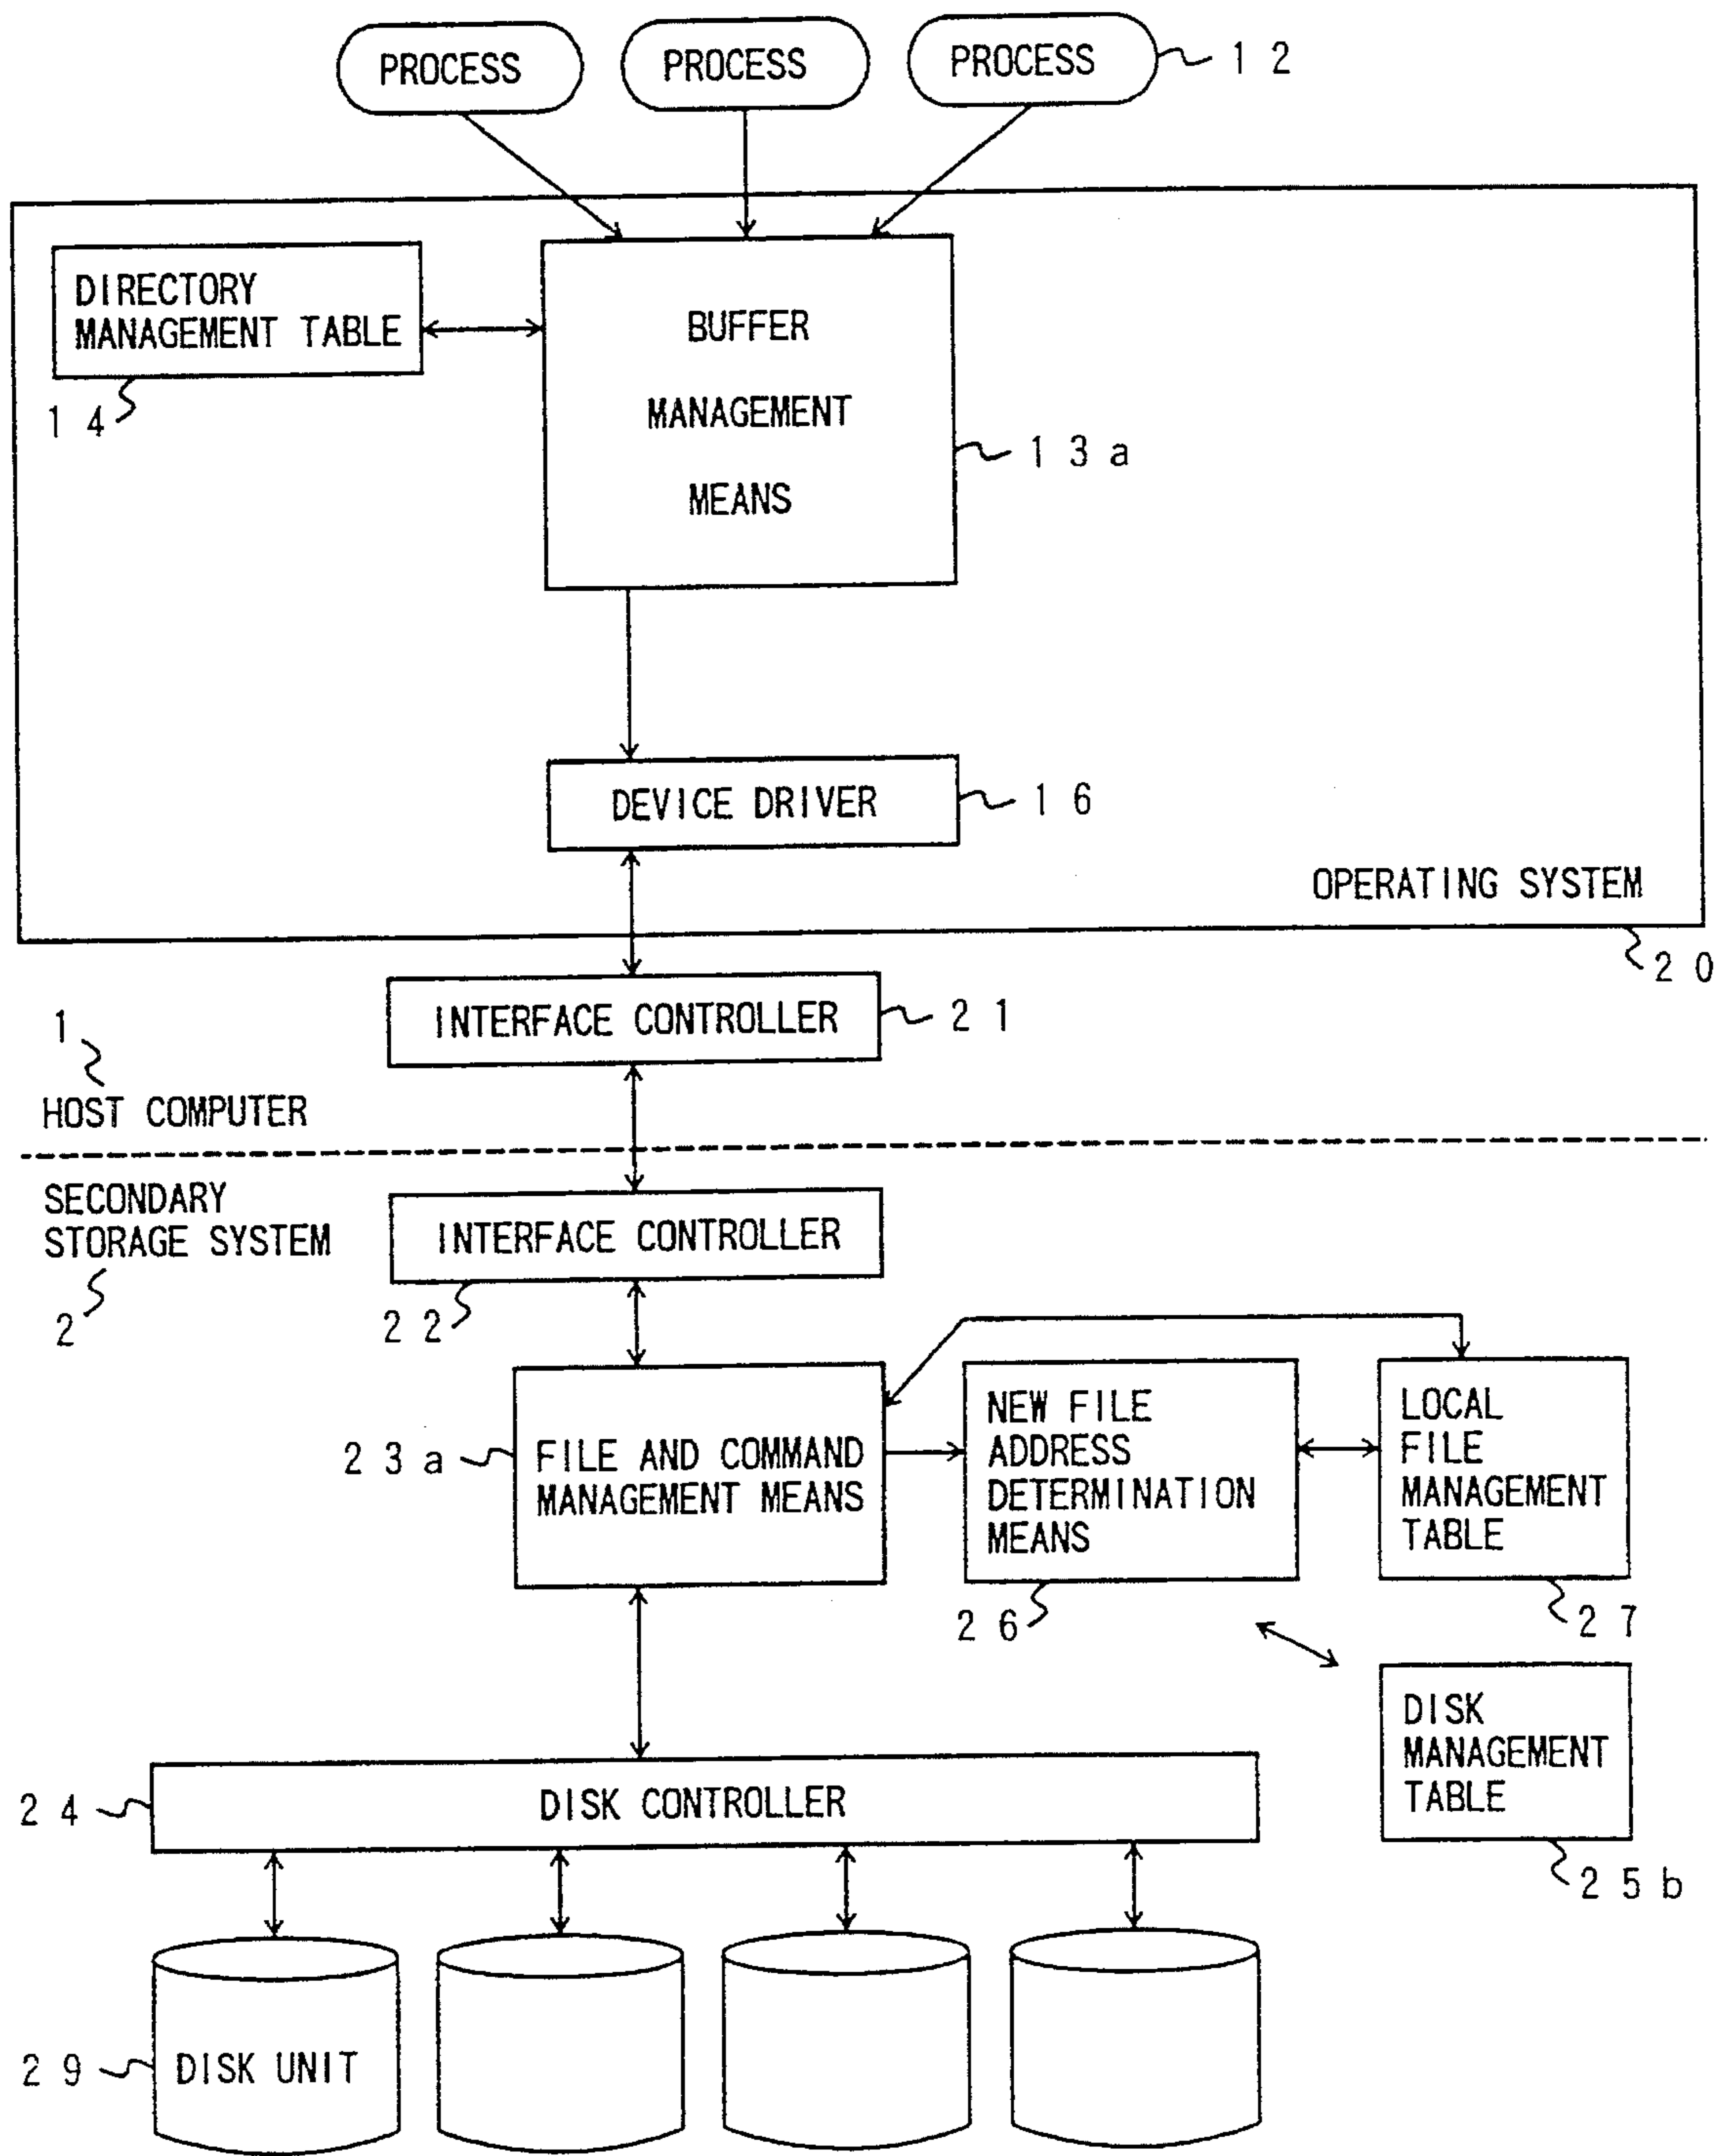 PROCESS
PROCESS
PROCESS
12
DIRECTORY
MANAGEMENT TABLE
14
BUFFER
MANAGEMENT
MEANS
13a
DEVICE DRIVER
16
OPERATING SYSTEM
20
INTERFACE CONTROLLER
21
1
HOST COMPUTER
SECONDARY
STORAGE SYSTEM
2
INTERFACE CONTROLLER
22
23a
FILE AND COMMAND
MANAGEMENT MEANS
NEW FILE
ADDRESS
DETERMINATION
MEANS
26
LOCAL
FILE
MANAGEMENT
TABLE
27
DISK
MANAGEMENT
TABLE
25b
24
DISK CONTROLLER
29
DISK UNIT